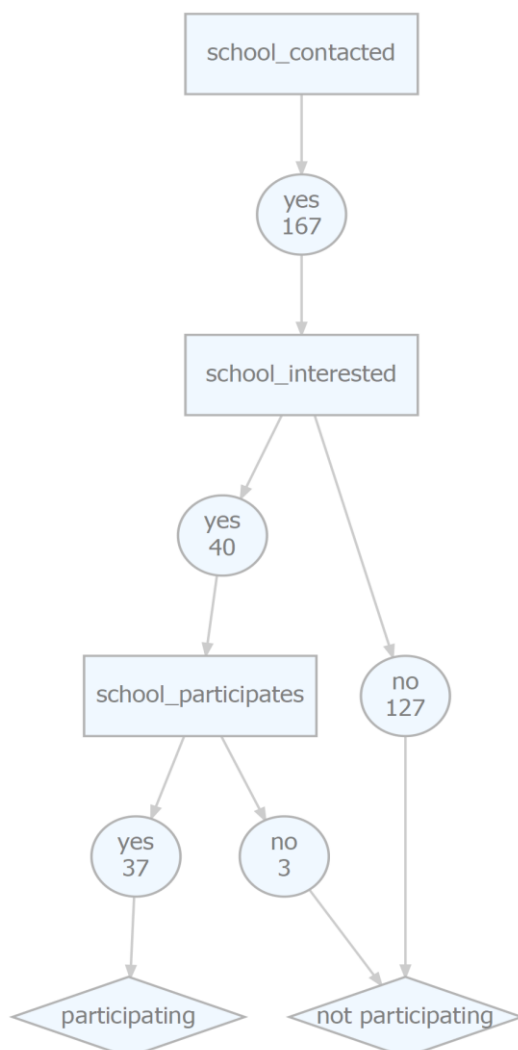 school_contacted
yes
167
school_interested
yes
40
school_participates
no
127
yes
37
no
3
participating
not participating